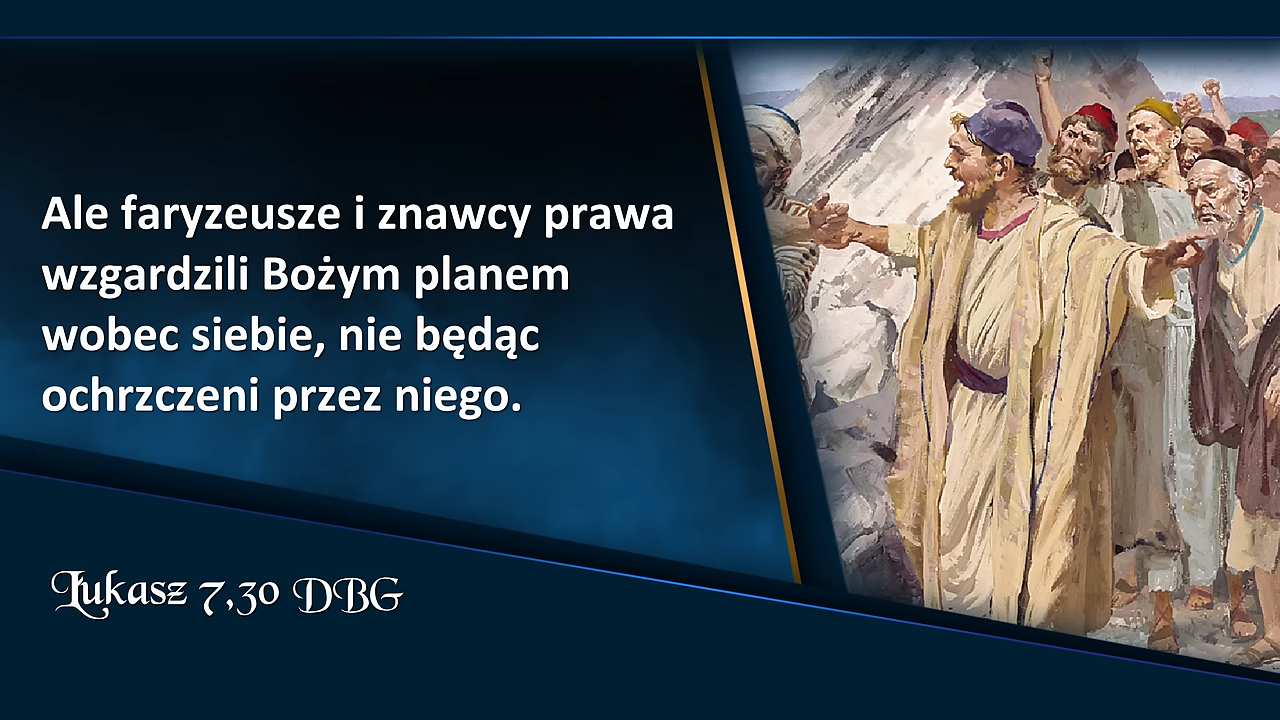 Ale faryzeusze i znawcy prawa
wzgardzili Bożym planem
wobec siebie, nie będąc
ochrzczeni przez niego.
Łukasz 7,30 DBG